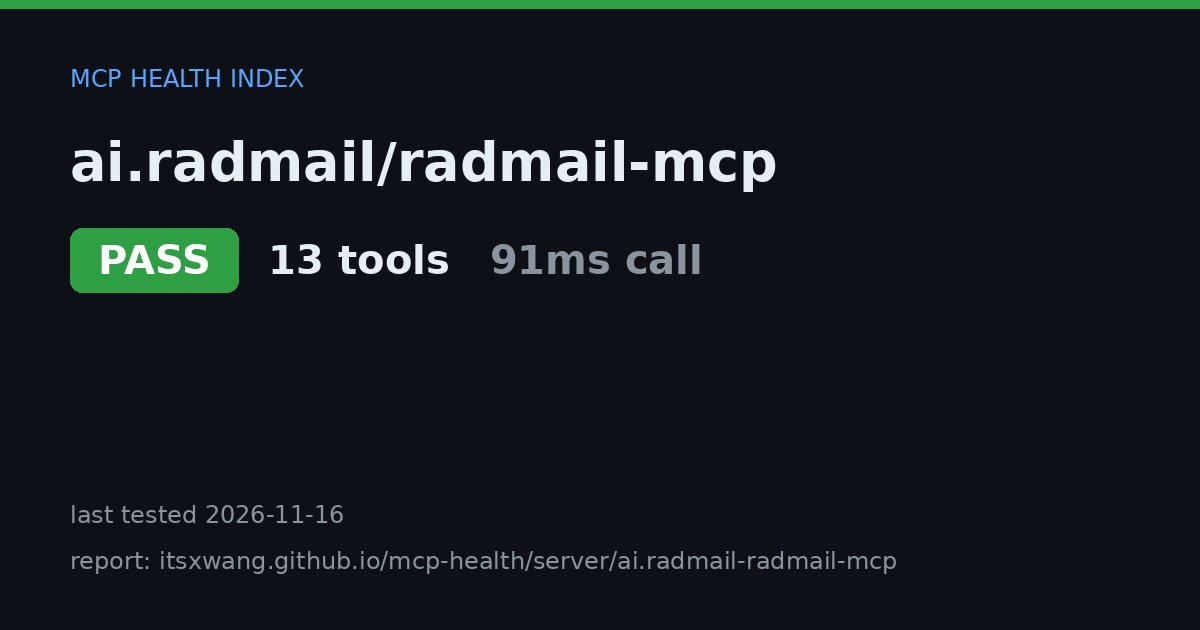 MCP HEALTH INDEX
ai.radmail/radmail-mcp
PASS 13 tools 91ms call
last tested 2026-11-16
report: itsxwang.github.io/mcp-health/server/ai.radmail-radmail-mcp